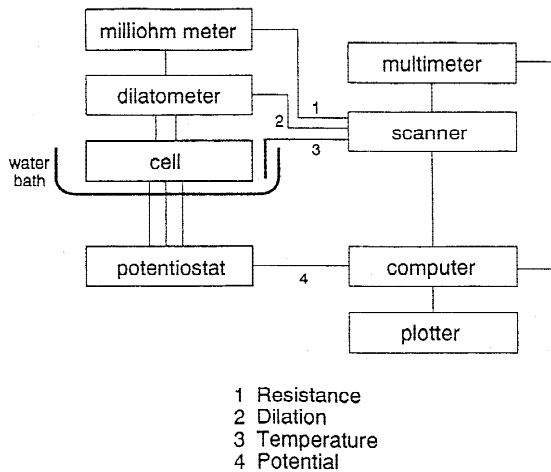 milliohm meter
multimeter
dilatometer
1
2
scanner
3
water
bath
cell
potentiostat
4
computer
plotter
1 Resistance
2 Dilation
3 Temperature
4 Potential